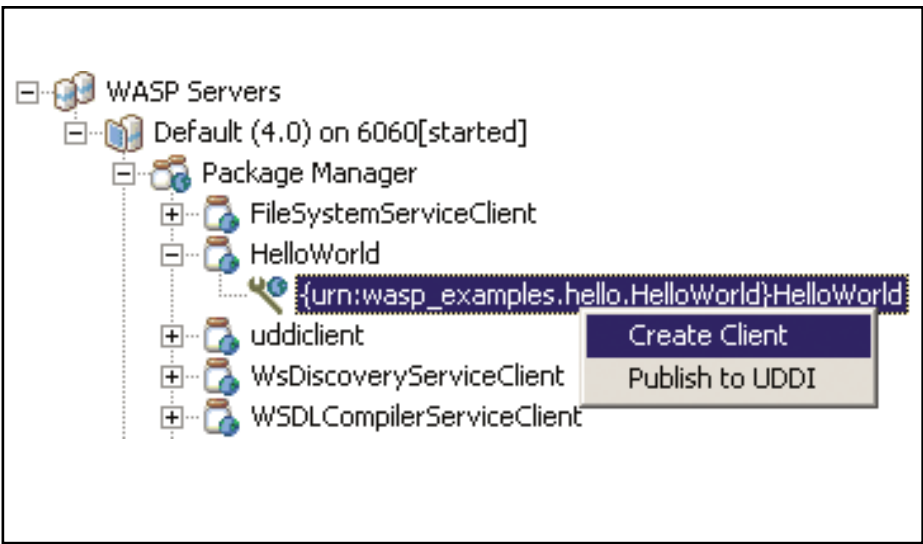 WASP Servers
Default (4.0) on 6060[started]
Package Manager
FileSystemServiceClient
HelloWorld
{urn:wasp_examples.hello.HelloWorld}HelloWorld
uddiclient
Create Client
WsDiscoveryServiceClient
Publish to UDDI
WSDLCompilerServiceClient